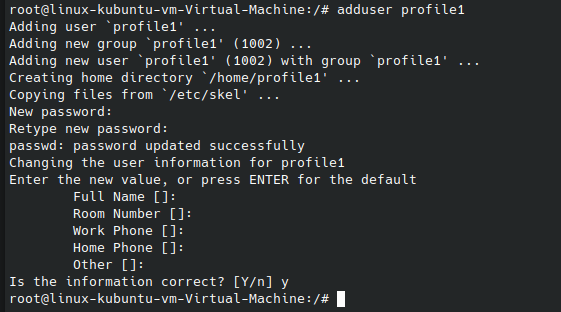 root@linux-kubuntu-vm-Virtual-Machine:/# adduser profile1
Adding user `profile1' ...
Adding new group `profile1' (1002) ...
Adding new user `profile1' (1002) with group `profile1' ...
Creating home directory `/home/profile1' ...
Copying files from `/etc/skel' ...
New password:
Retype new password:
passwd: password updated successfully
Changing the user information for profile1
Enter the new value, or press ENTER for the default
        Full Name []:
        Room Number []:
        Work Phone []:
        Home Phone []:
        Other []:
Is the information correct? [Y/n] y
root@linux-kubuntu-vm-Virtual-Machine:/#